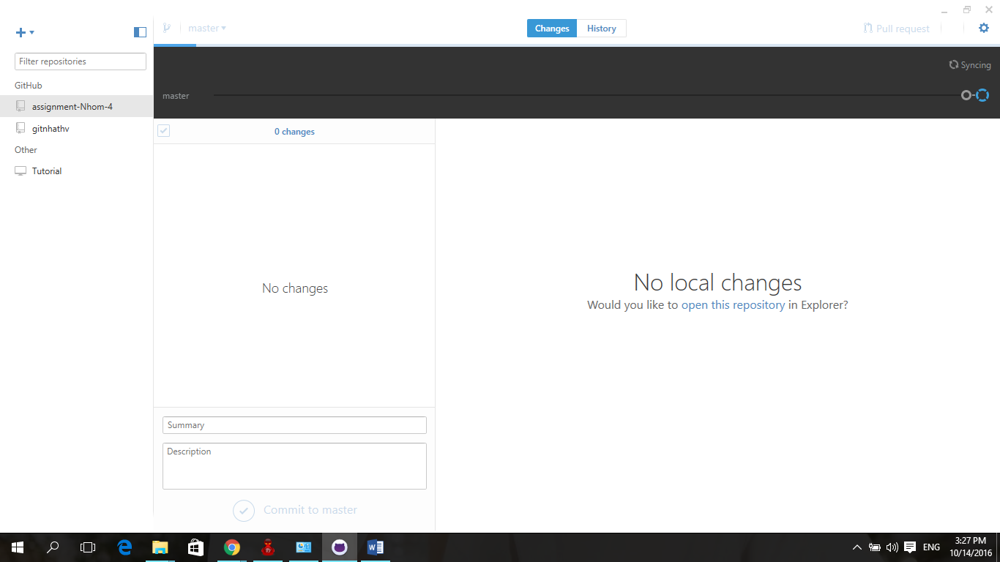 master
Changes
History
Pull request
Filter repositories
GitHub
assignment-Nhom-4
gitnhathv
Other
Tutorial
Syncing
master
0 changes
No changes
No local changes
Would you like to open this repository in Explorer?
Summary
Description
Commit to master
ENG
3:27 PM
10/14/2016